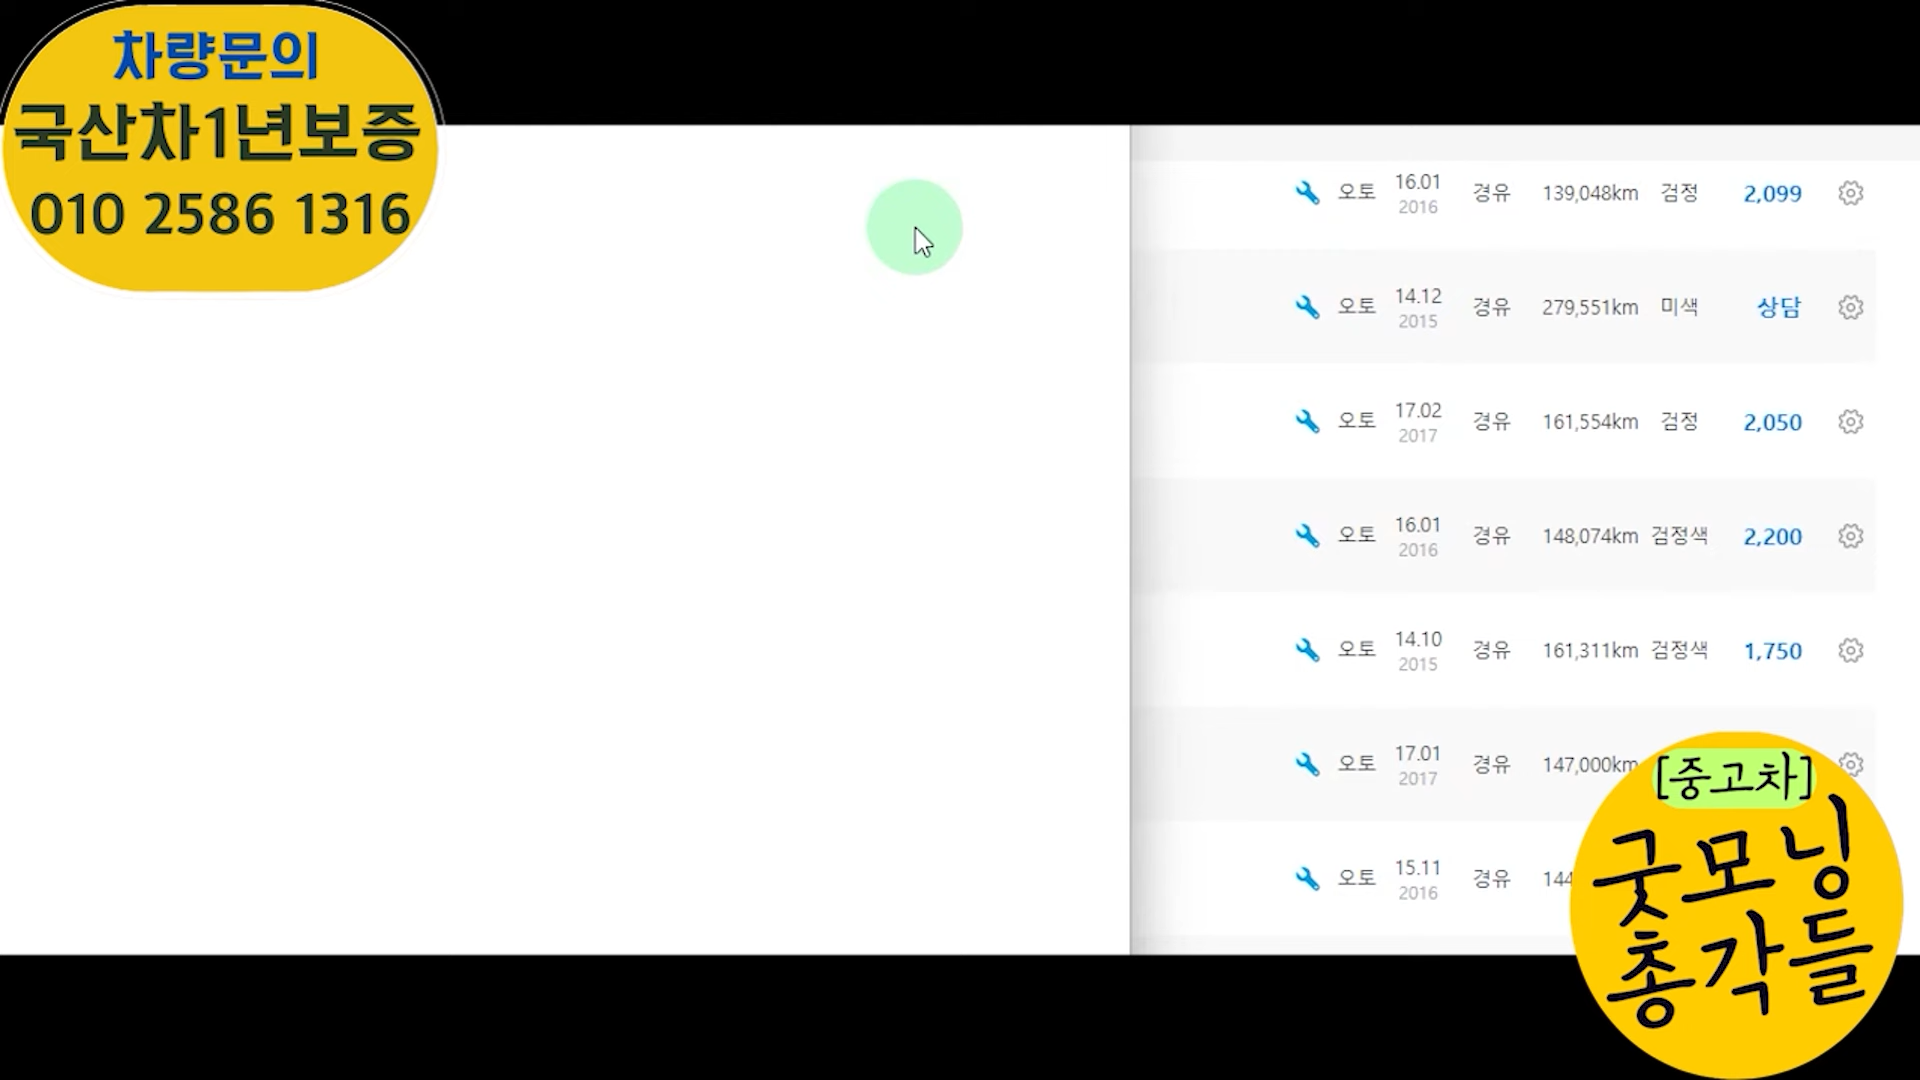 차량문의
국산차1년보증
010 2586 1316
오토 16.01 경유 139,048km 검정 2,099
2016
오토 14.12 경유 279,551km 미색 상담
2015
오토 17.02 경유 161,554km 검정 2,050
2017
오토 16.01 경유 148,074km 검정색 2,200
2016
오토 14.10 경유 161,311km 검정색 1,750
2015
오토 17.01 경유 147,000km
2017
오토 15.11 경유 144
2016
[중고차]
굿모닝
총각들